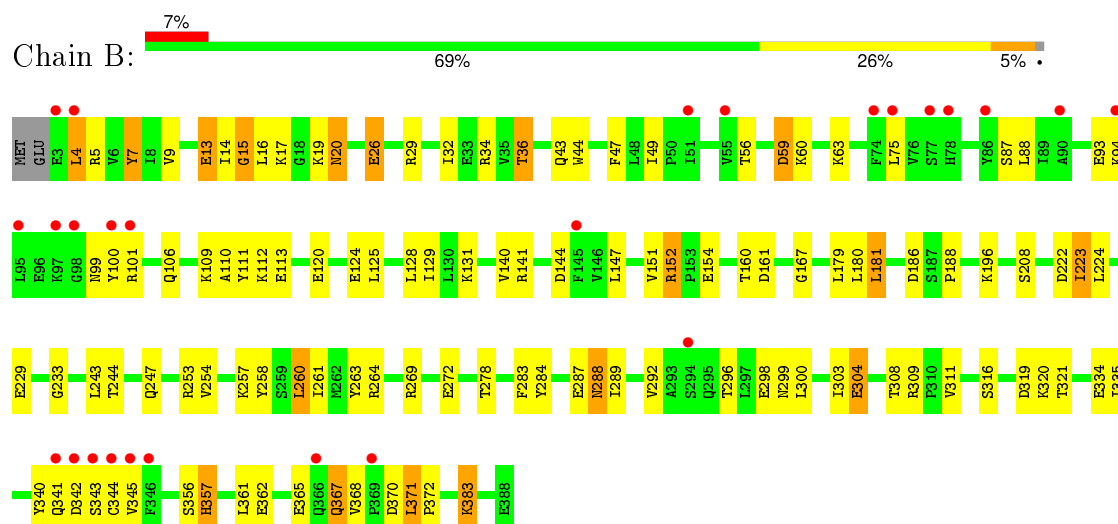 7%
Chain B:
69% 26% 5% •
MET GLU E3 L4 R5 V6 Y7 I8 V9 E13 I14 G15 L16 K17 G18 K19 N20 E26 R29 I32 E33 R34 V35 T36 Q43 W44 F47 L48 I49 P50 I51 V55 T56 D59 K60 K63 F74 L75 V76 S77 H78 Y86 S87 L88 I89 A90 E93 K94
L95 E96 K97 G98 N99 Y100 R101 Q106 K109 A110 Y111 K112 E113 E120 E124 L125 L128 I129 L130 K131 V140 R141 D144 F145 V146 L147 V151 R152 P153 E154 T160 D161 G167 L179 L180 L181 D186 S187 P188 K196 S208 D222 I223 L224
E229 G233 L243 T244 Q247 R253 V254 K257 Y258 S259 L260 I261 M262 Y263 R264 R269 E272 T278 F283 Y284 E287 N288 I289 V292 A293 S294 Q295 T296 L297 E298 N299 L300 I303 E304 T308 R309 P310 V311 S316 D319 K320 T321 E334
Y340 Q341 D342 S343 G344 V345 F346 S356 H357 L361 E362 E365 Q366 Q367 V368 P369 D370 L371 P372 K383 E388